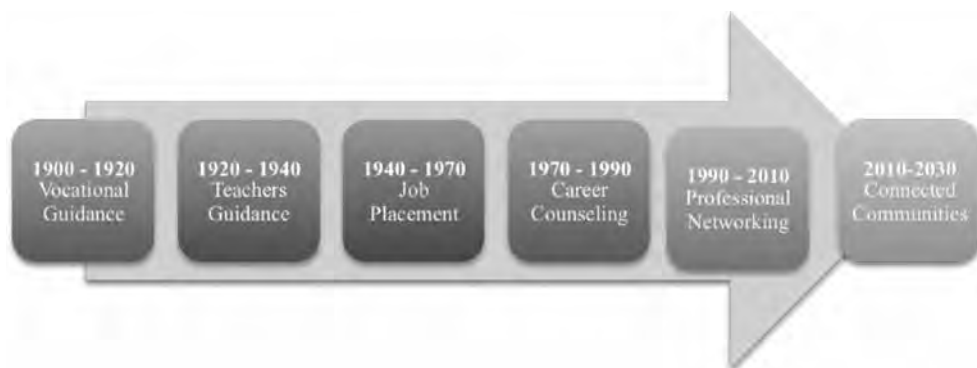 1900 - 1920
Vocational
Guidance
1920 - 1940
Teachers
Guidance
1940 - 1970
Job
Placement
1970 - 1990
Career
Counseling
1990 - 2010
Professional
Networking
2010-2030
Connected
Communities